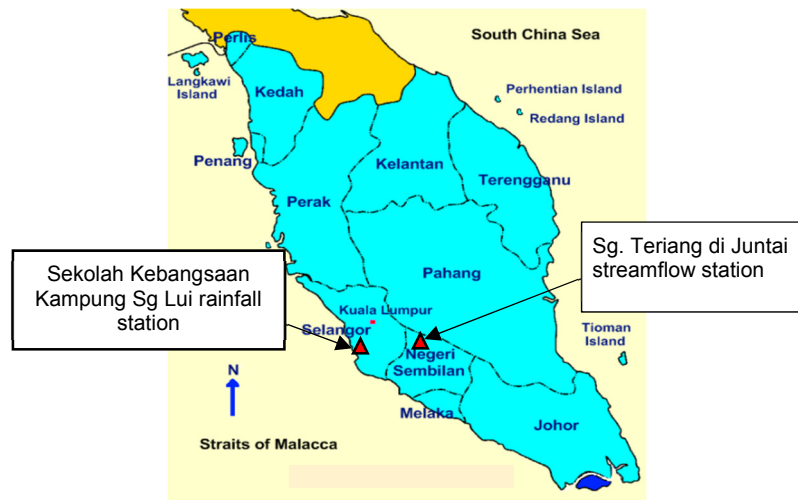 South China Sea
Perlis
Langkawi
Island
Kedah
Perhentian Island
Redang Island
Penang
Kelantan
Terengganu
Perak
Sg. Teriang di Juntai
streamflow station
Sekolah Kebangsaan
Kampung Sg Lui rainfall
station
Pahang
Kuala Lumpur
Selangor
Tioman
Island
Negeri
Sembilan
N
Melaka
Johor
Straits of Malacca